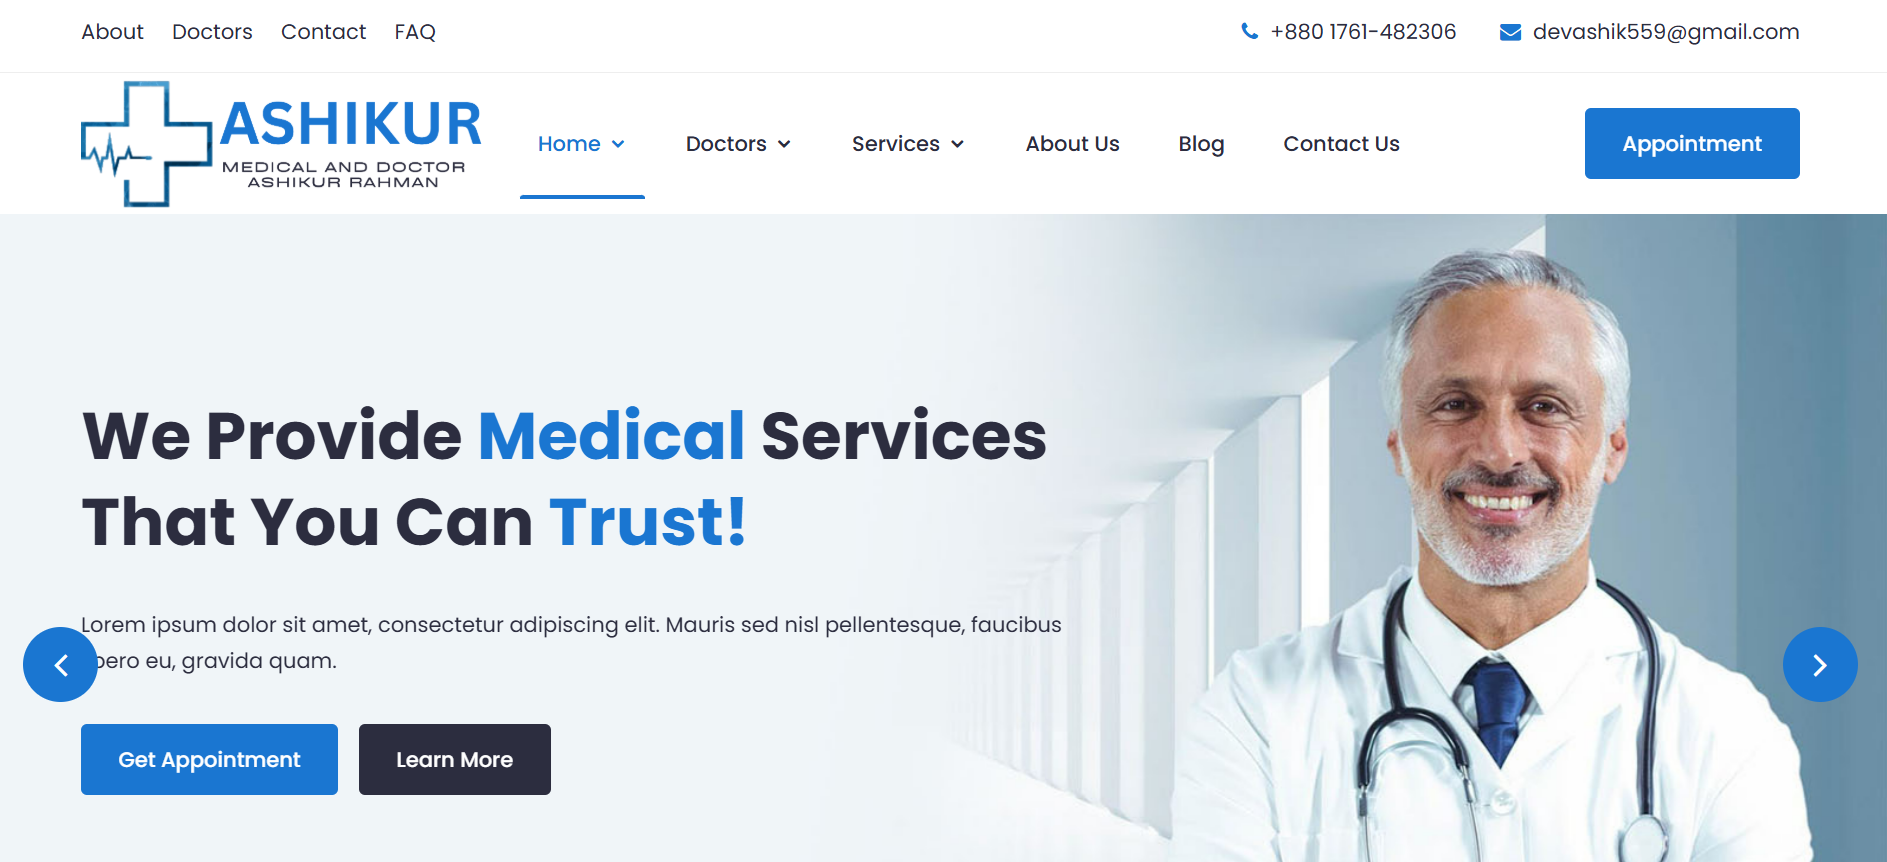 About Doctors Contact FAQ
+880 1761-482306 devashik559@gmail.com
ASHIKUR
MEDICAL AND DOCTOR
ASHIKUR RAHMAN
Home Doctors Services About Us Blog Contact Us Appointment
We Provide Medical Services
That You Can Trust!
Lorem ipsum dolor sit amet, consectetur adipiscing elit. Mauris sed nisl pellentesque, faucibus
eu, gravida quam.
Get Appointment Learn More